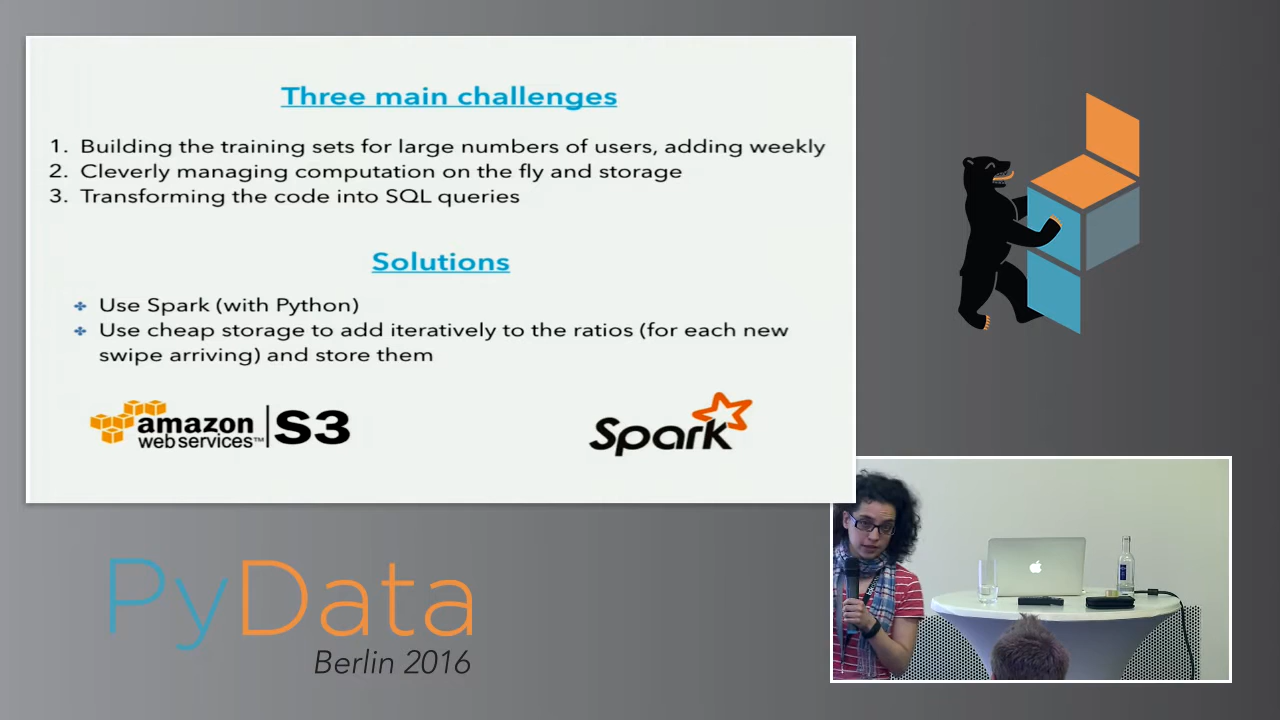 Three main challenges
1. Building the training sets for large numbers of users, adding weekly
2. Cleverly managing computation on the fly and storage
3. Transforming the code into SQL queries
Solutions
Use Spark (with Python)
Use cheap storage to add iteratively to the ratios (for each new
swipe arriving) and store them
amazon
web services™
S3
Spark
PyData
Berlin 2016